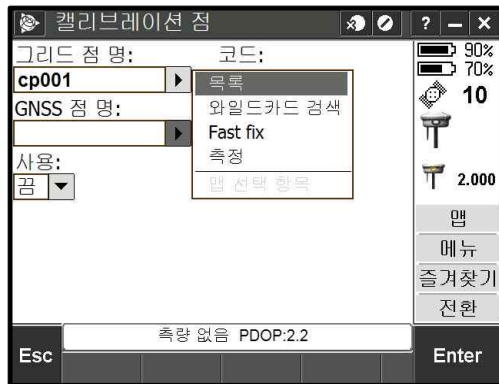 캘리브레이션 점
? – ×
그리드 점 명:
코드:
cp001
GNSS 점 명:
사용:
끔
목록
와일드카드 검색
Fast fix
측정
맵 선택 항목
90%
70%
10
2.000
맵
메뉴
즐겨찾기
전환
측량 없음 PDOP:2.2
Esc
Enter